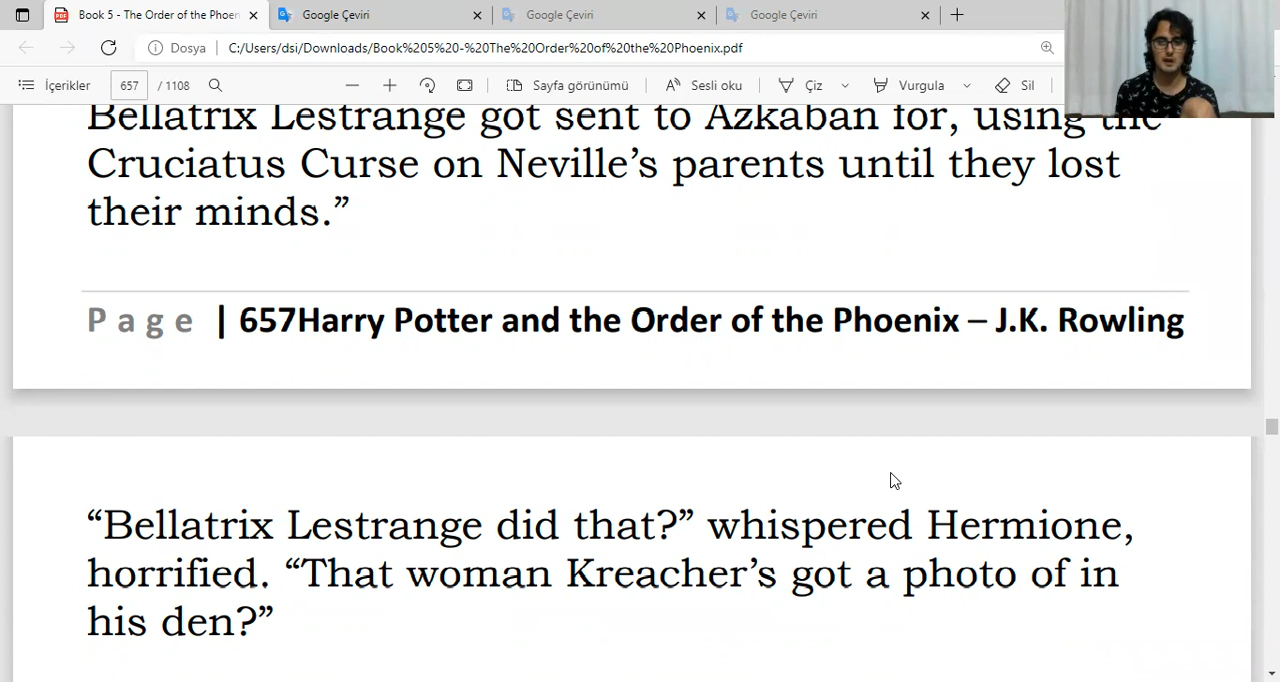 Book 5 - The Order of the Phoen
Google Çeviri
Google Çeviri
Google Çeviri
Dosya
C:/Users/dsi/Downloads/Book%205%20-%20The%20Order%20of%20the%20Phoenix.pdf
İçerikler
657 / 1108
Sayfa görünümü
Sesli oku
Çiz
Vurgula
Sil
Bellatrix Lestrange got sent to Azkaban for, using the
Cruciatus Curse on Neville’s parents until they lost
their minds.”
Page | 657Harry Potter and the Order of the Phoenix – J.K. Rowling
“Bellatrix Lestrange did that?” whispered Hermione,
horrified. “That woman Kreacher’s got a photo of in
his den?”